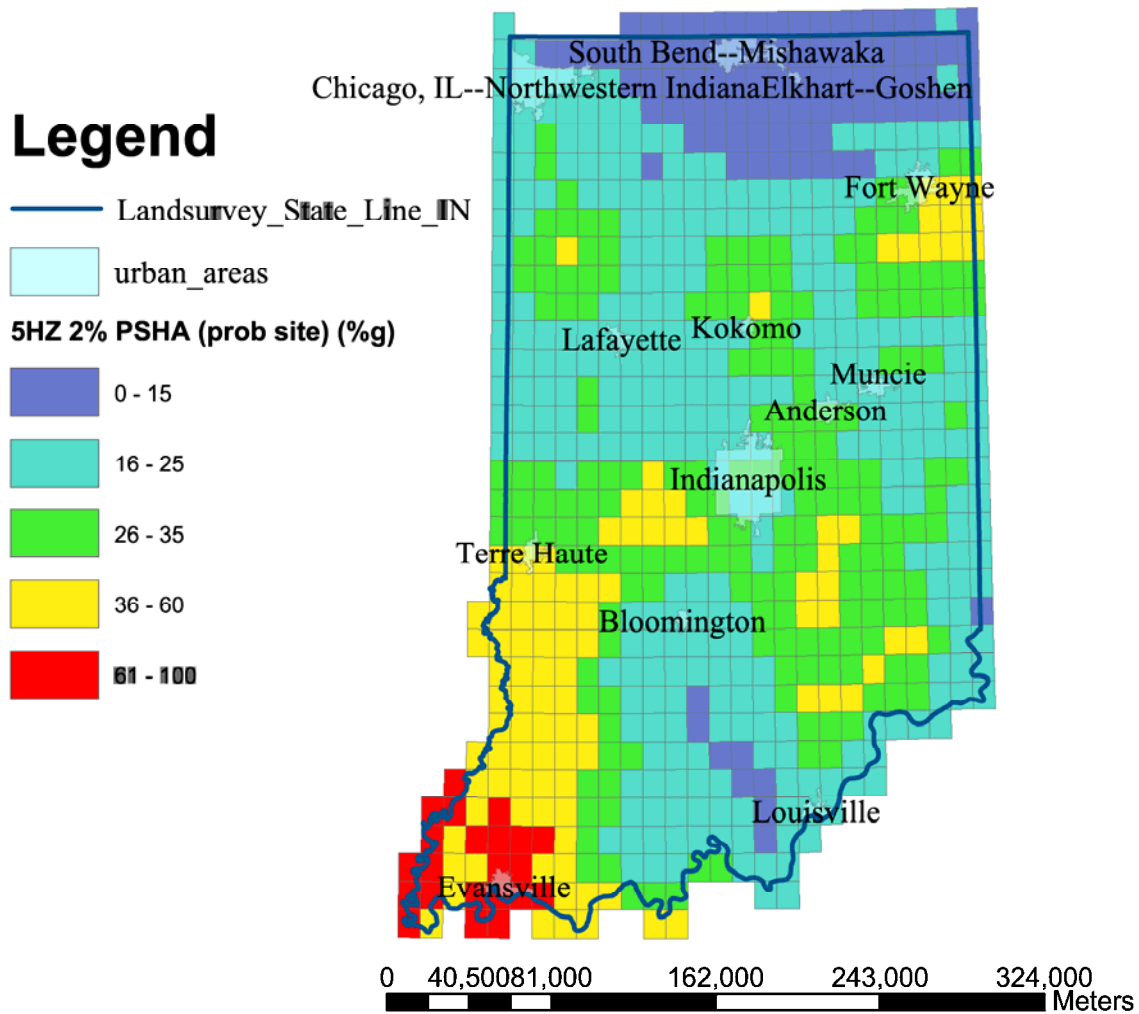 South Bend--Mishawaka
Chicago, IL--Northwestern IndianaElkhart--Goshen
Legend
Landsurvey_State_Line_IN
urban_areas
5HZ 2% PSHA (prob site) (%g)
0 - 15
16 - 25
26 - 35
36 - 60
61 - 100
Fort Wayne
Lafayette
Kokomo
Muncie
Anderson
Indianapolis
Terre Haute
Bloomington
Louisville
Evansville
0 40,50081,000 162,000 243,000 324,000
Meters